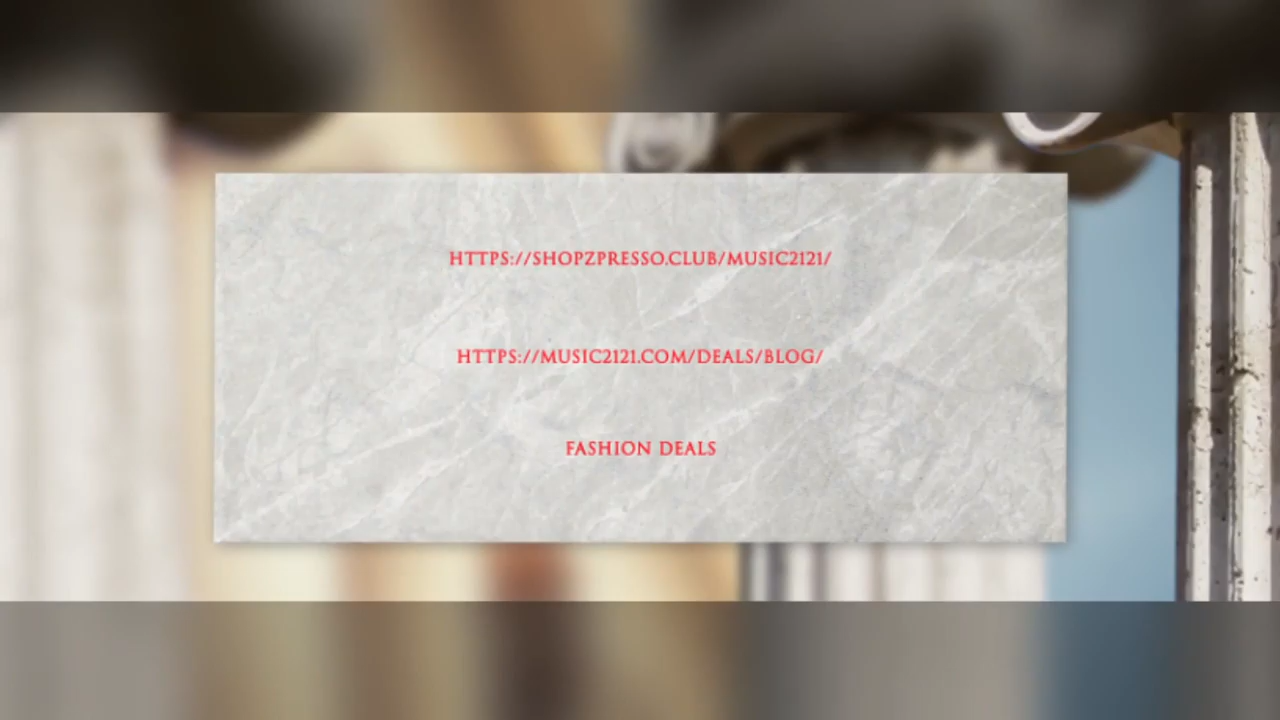 HTTPS://SHOPZPRESSO.CLUB/MUSIC2121/
HTTPS://MUSIC2121.COM/DEALS/BLOG/
FASHION DEALS